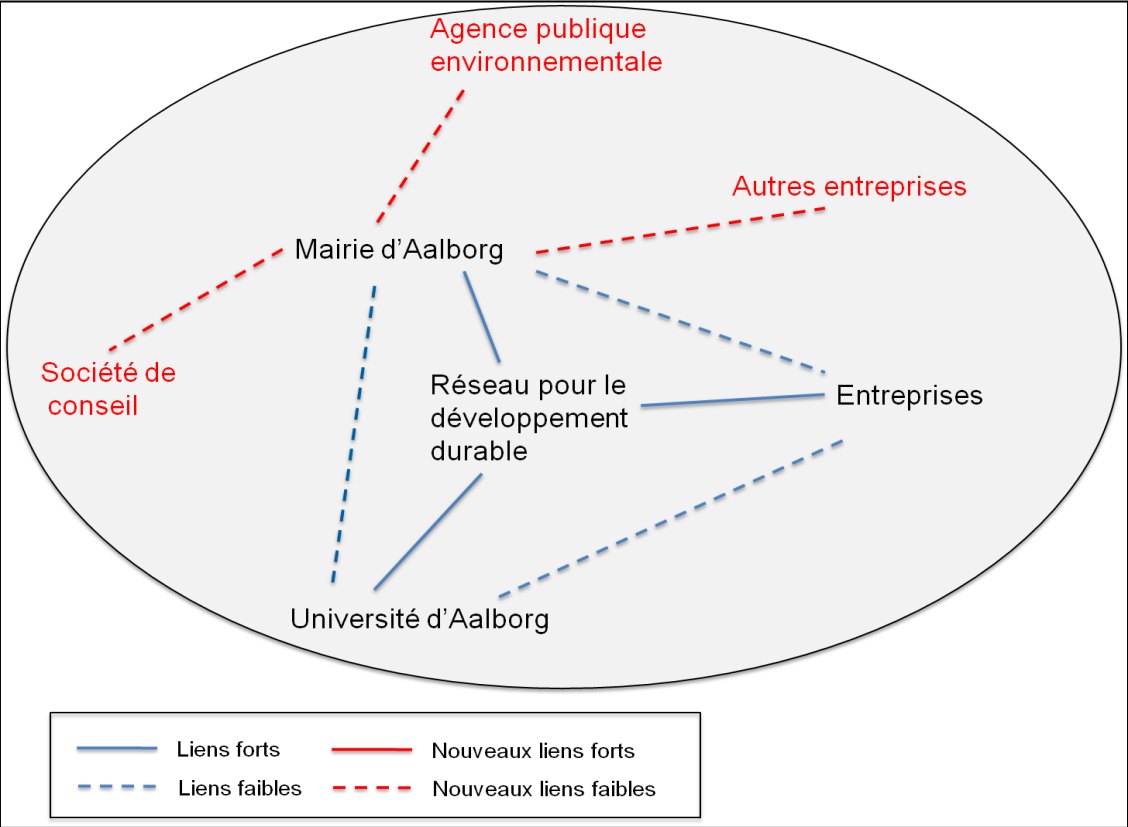 Agence publique
environnementale
Autres entreprises
Mairie d'Aalborg
Société de
conseil
Réseau pour le
développement
durable
Entreprises
Université d'Aalborg
Liens forts
Nouveaux liens forts
Liens faibles
Nouveaux liens faibles